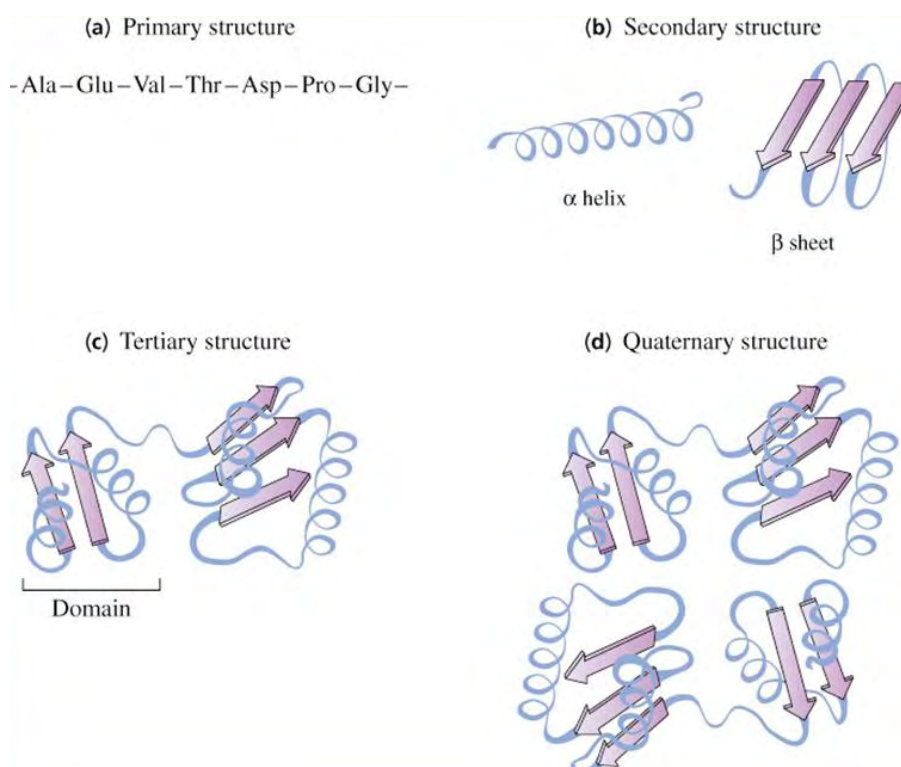 (a) Primary structure
(b) Secondary structure
-Ala–Glu–Val–Thr–Asp–Pro–Gly–
α helix
β sheet
(c) Tertiary structure
(d) Quaternary structure
Domain